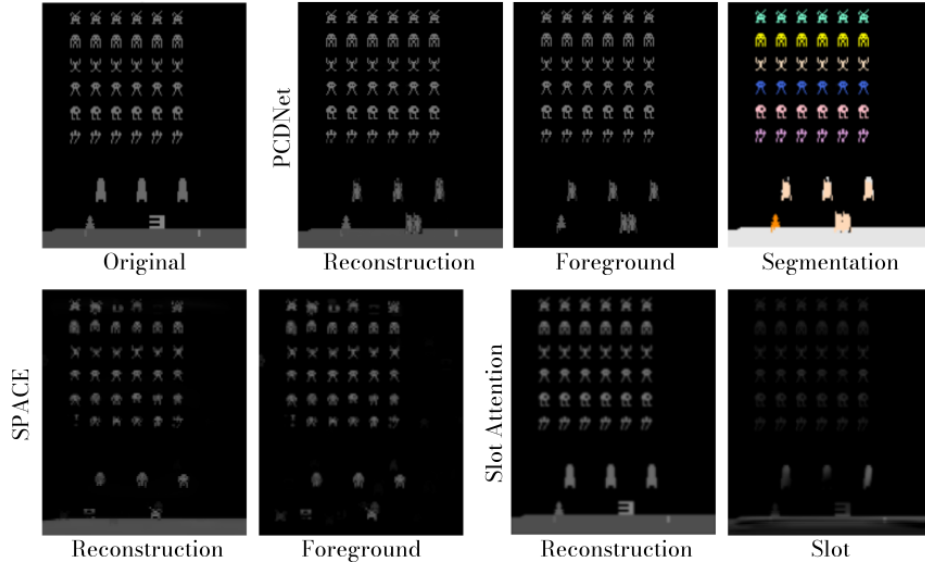 PCDNet
Original
Reconstruction
Foreground
Segmentation
SPACE
Slot Attention
Reconstruction
Foreground
Reconstruction
Slot